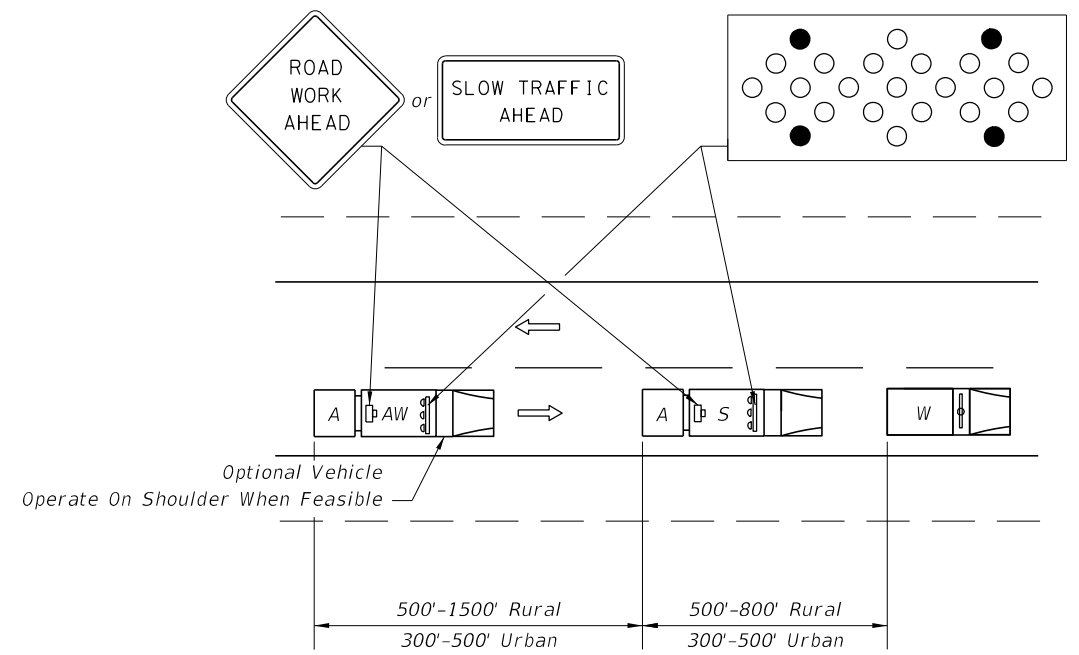 ROAD
WORK
AHEAD
or
SLOW TRAFFIC
AHEAD
A
AW
A
S
W
Optional Vehicle
Operate On Shoulder When Feasible
500'-1500' Rural
300'-500' Urban
500'-800' Rural
300'-500' Urban